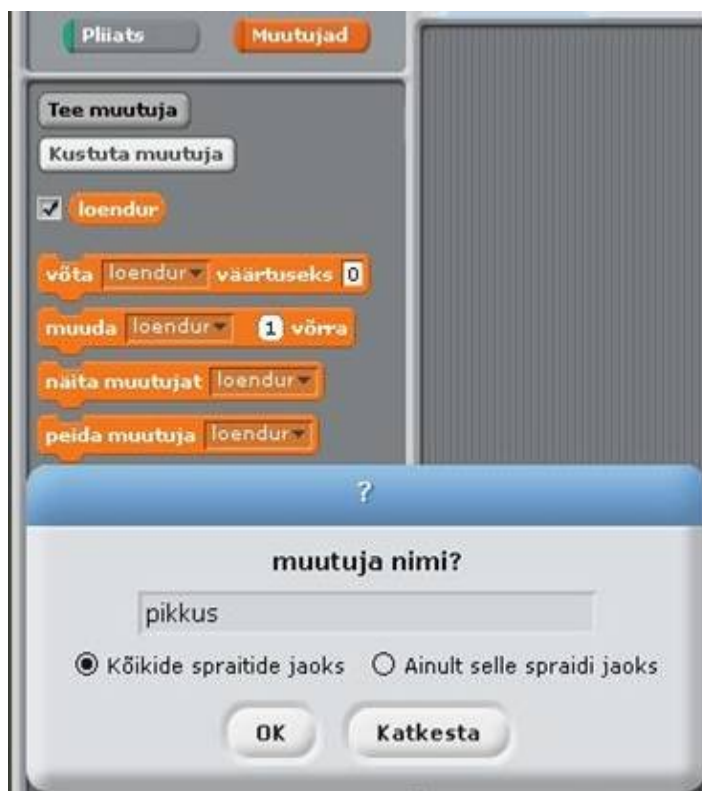 Pliiats Muutujad
Tee muutuja
Kustuta muutuja
loendur
võta loendur väärtuseks 0
muuda loendur 1 võrra
näita muutujat loendur
peida muutuja loendur
?
muutuja nimi?
pikkus
Kõikide spraitide jaoks Ainult selle spraidi jaoks
OK Katkesta